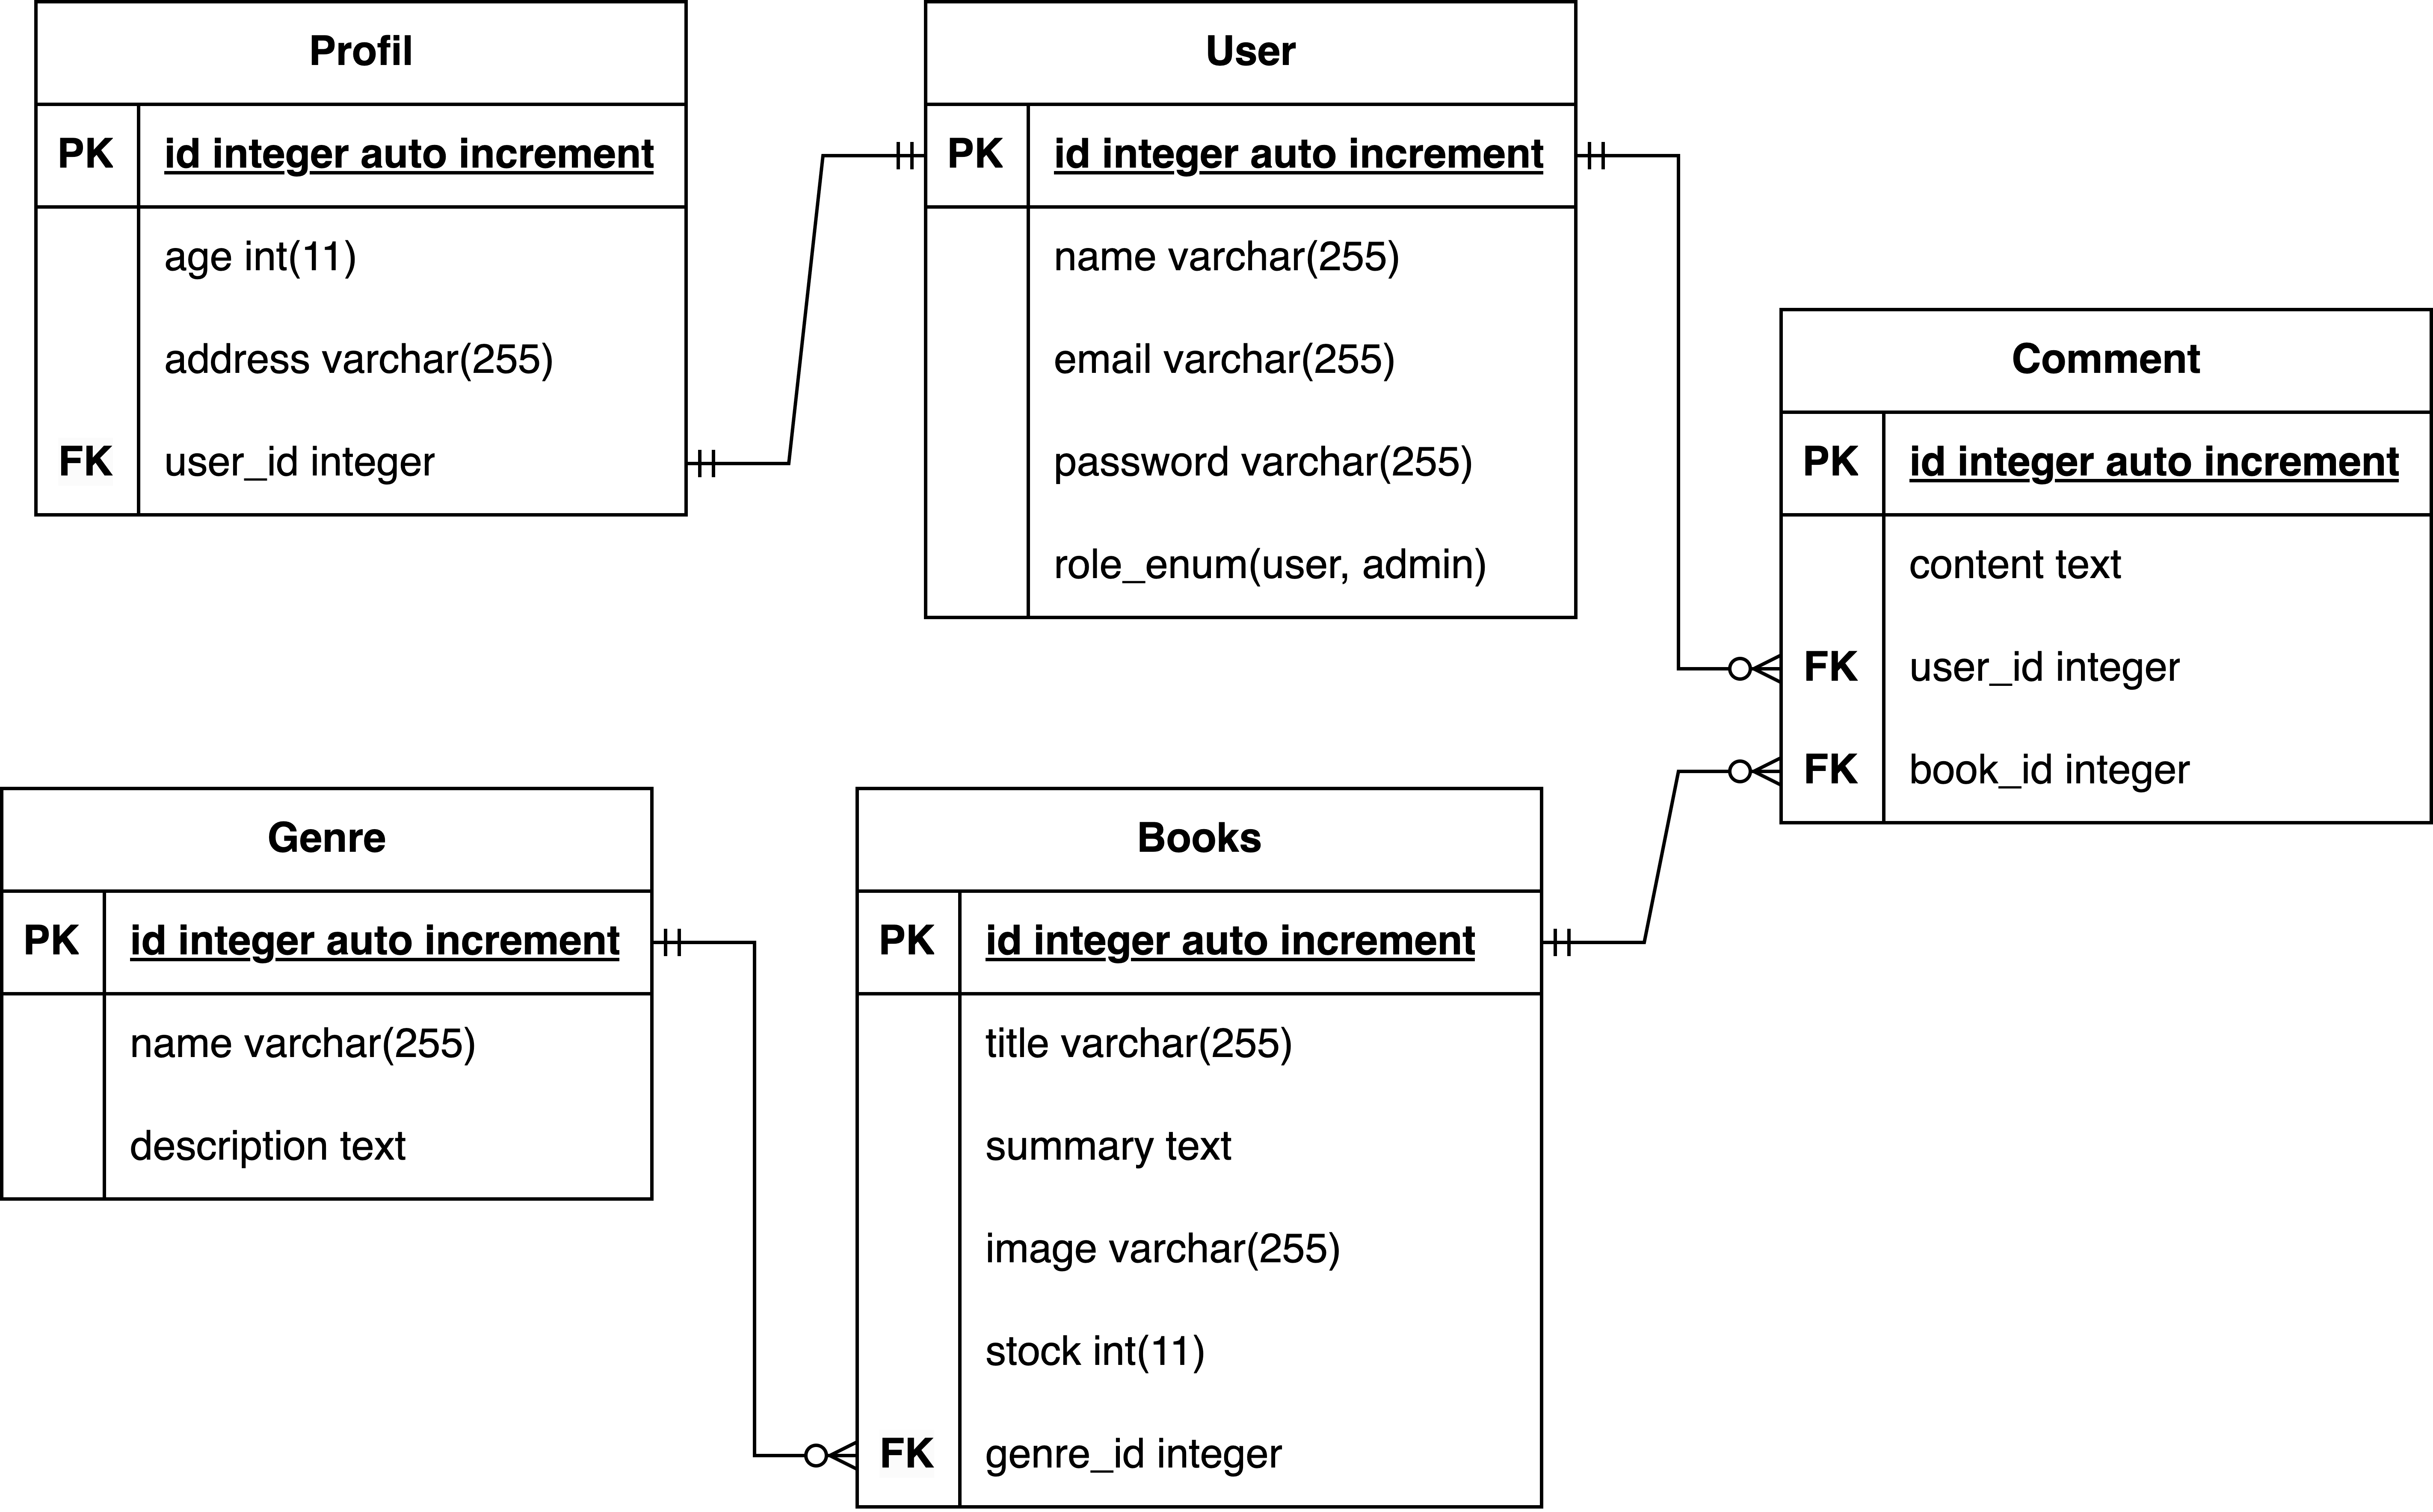 Profil
PK id integer auto increment
age int(11)
address varchar(255)
FK user_id integer
User
PK id integer auto increment
name varchar(255)
email varchar(255)
password varchar(255)
role_enum(user, admin)
Comment
PK id integer auto increment
content text
FK user_id integer
FK book_id integer
Genre
PK id integer auto increment
name varchar(255)
description text
Books
PK id integer auto increment
title varchar(255)
summary text
image varchar(255)
stock int(11)
FK genre_id integer